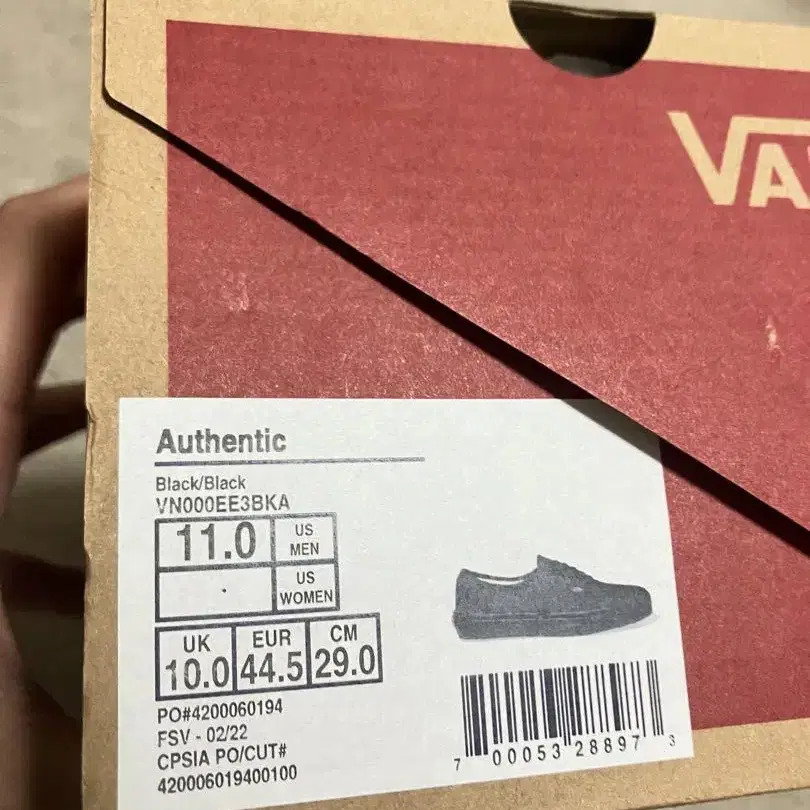 VA
Authentic
Black/Black
VN000EE3BKA
11.0 US MEN
. US WOMEN
UK EUR CM
10.0 44.5 29.0
PO#4200060194
FSV - 02/22
CPSIA PO/CUT#
420006019400100
7 00053 28897 3